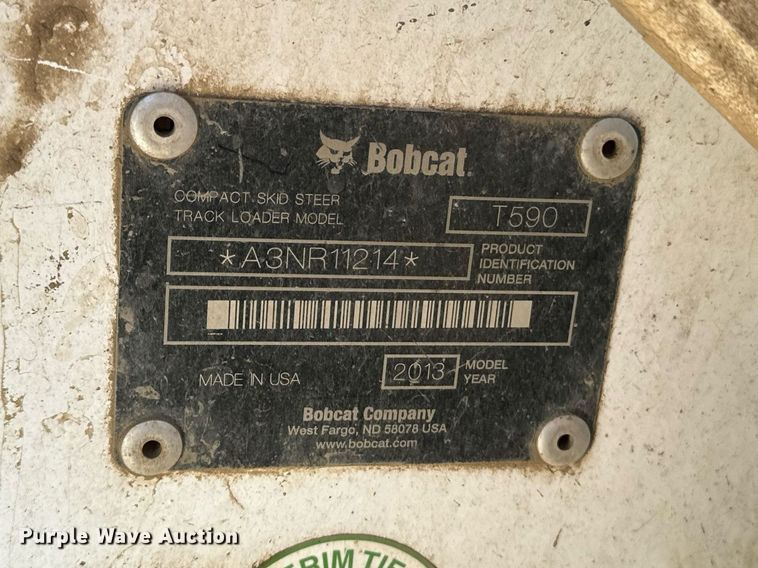 Bobcat®
COMPACT SKID STEER
TRACK LOADER MODEL
T590
*A3NR11214*
PRODUCT
IDENTIFICATION
NUMBER
MADE IN USA
2013
MODEL
YEAR
Bobcat Company
West Fargo, ND 58078 USA
www.bobcat.com
Purple Wave Auction